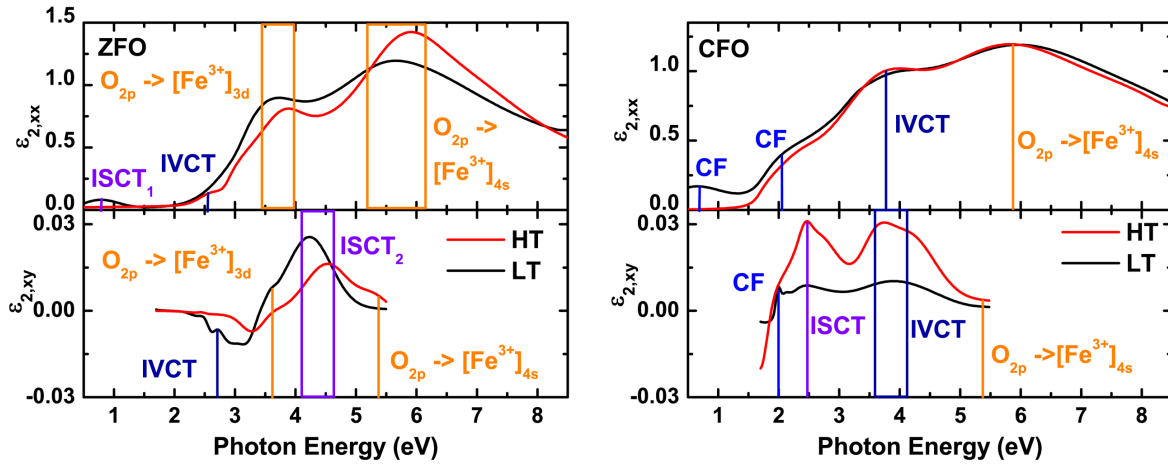 1.5
1.0
0.5
0.0
ε2,xx
ZFO
O2p -> [Fe3+]3d
IVCT
ISCT1
O2p ->
[Fe3+]4s
0.03
0.00
-0.03
ε2,xy
O2p -> [Fe3+]3d
ISCT2
HT
LT
IVCT
O2p -> [Fe3+]4s
1 2 3 4 5 6 7 8
Photon Energy (eV)
1.5
1.0
0.5
0.0
ε2,xx
CFO
CF
CF
IVCT
O2p->[Fe3+]4s
0.03
0.00
-0.03
ε2,xy
HT
LT
CF
ISCT
IVCT
O2p->[Fe3+]4s
1 2 3 4 5 6 7 8
Photon Energy (eV)